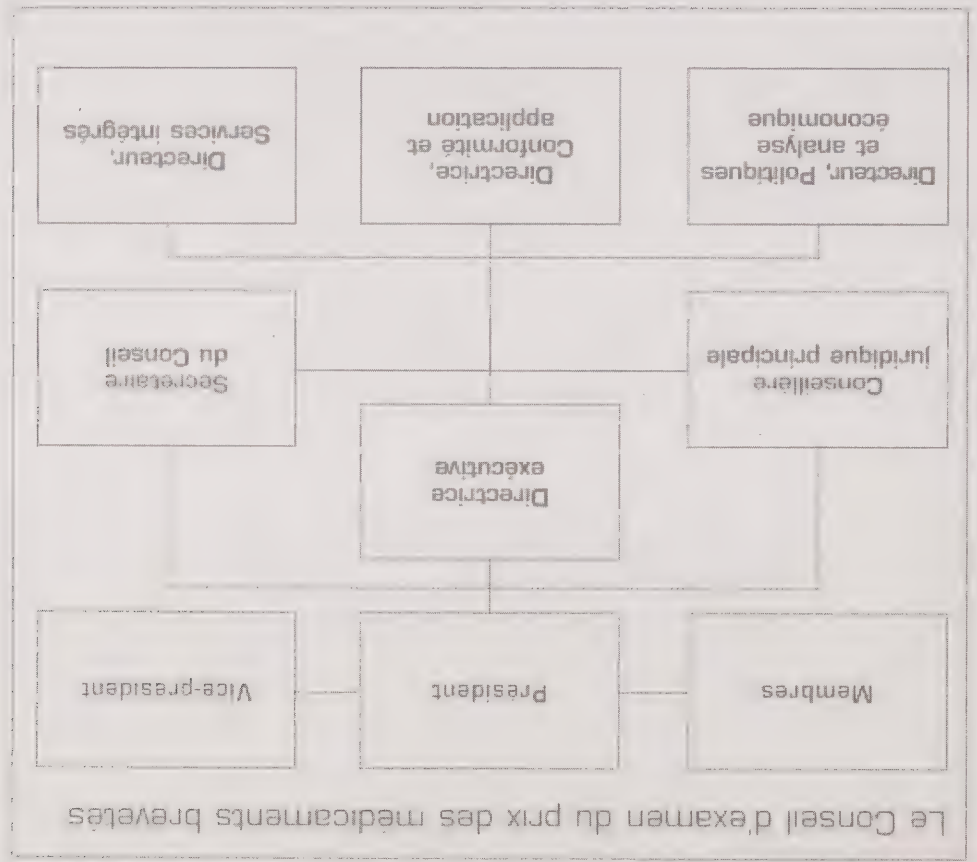 Le Conseil d'examen du prix des médicaments brevetés
Membres
Président
Vice-président
Directrice
exécutive
Conseillère
juridique principale
Secrétaire
du Conseil
Directeur, Politiques
et analyse
économique
Directrice,
Conformité et
application
Directeur,
Services intégrés